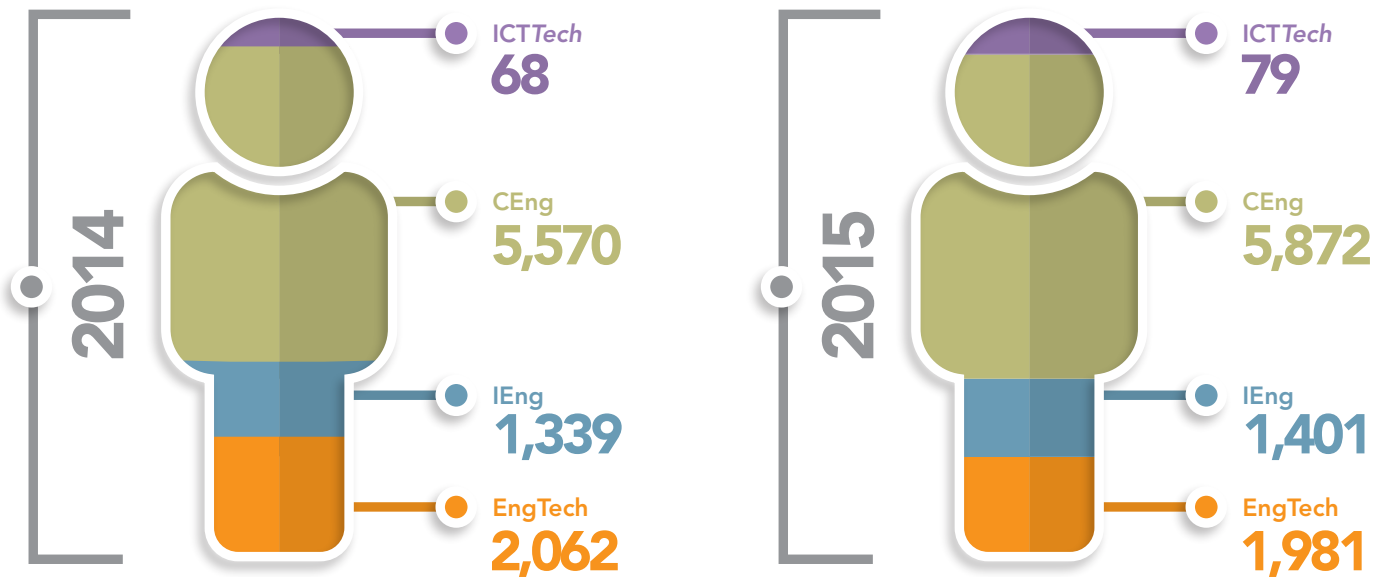 2014
ICTTech
68
CEng
5,570
IEng
1,339
EngTech
2,062
2015
ICTTech
79
CEng
5,872
IEng
1,401
EngTech
1,981